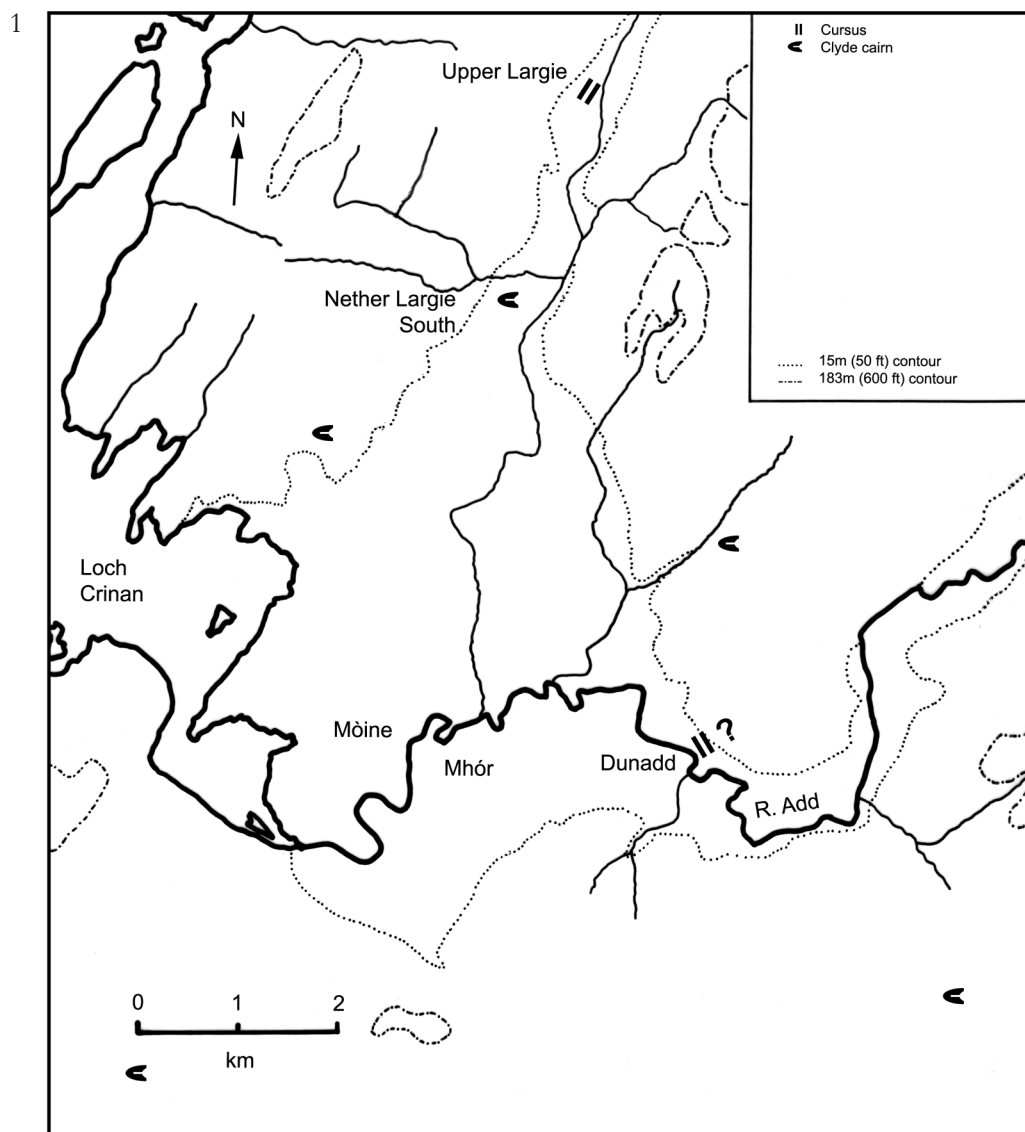 1
Cursus
Clyde cairn
Upper Largie
N
Nether Largie
South
15m (50 ft) contour
183m (600 ft) contour
Loch
Crinan
Mòine
Mhór
Dunadd
?
R. Add
0 1 2
km